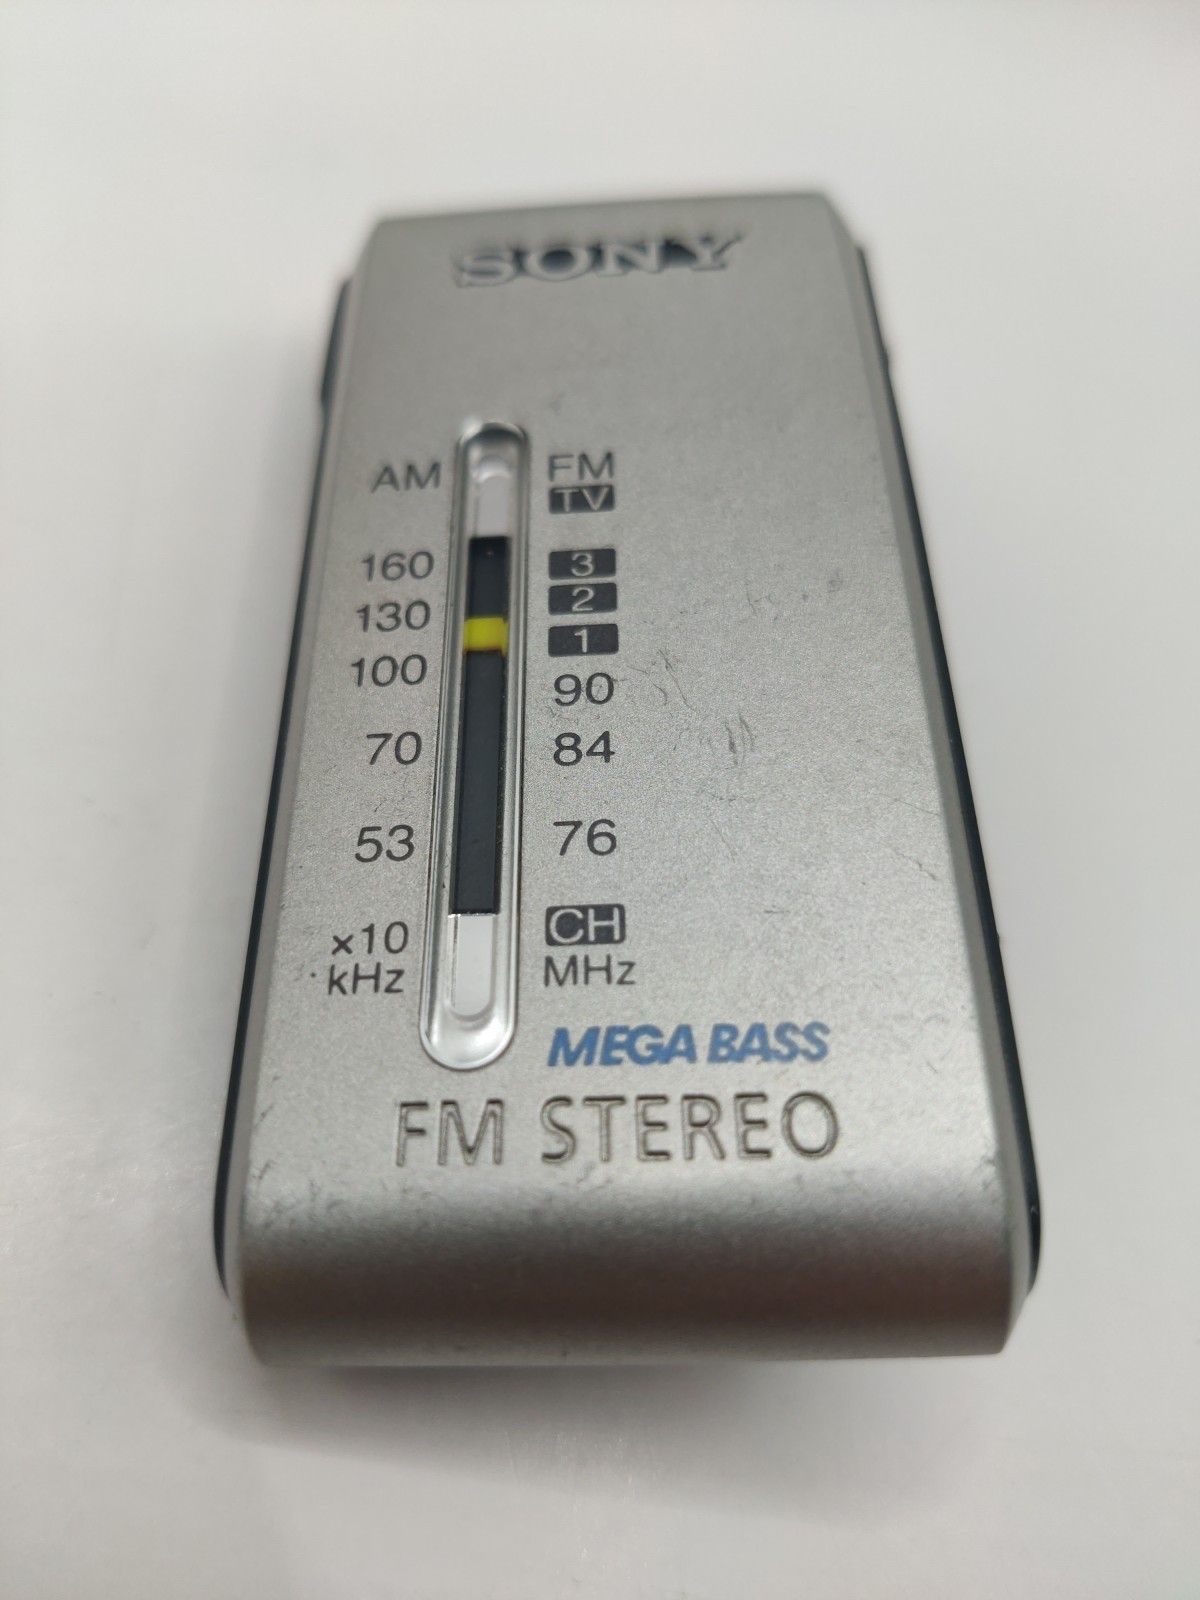 SONY
AM FM
TV
160 3
130 2
1
100 90
70 84
53 76
x10 CH
kHz MHz
MEGA BASS
FM STEREO